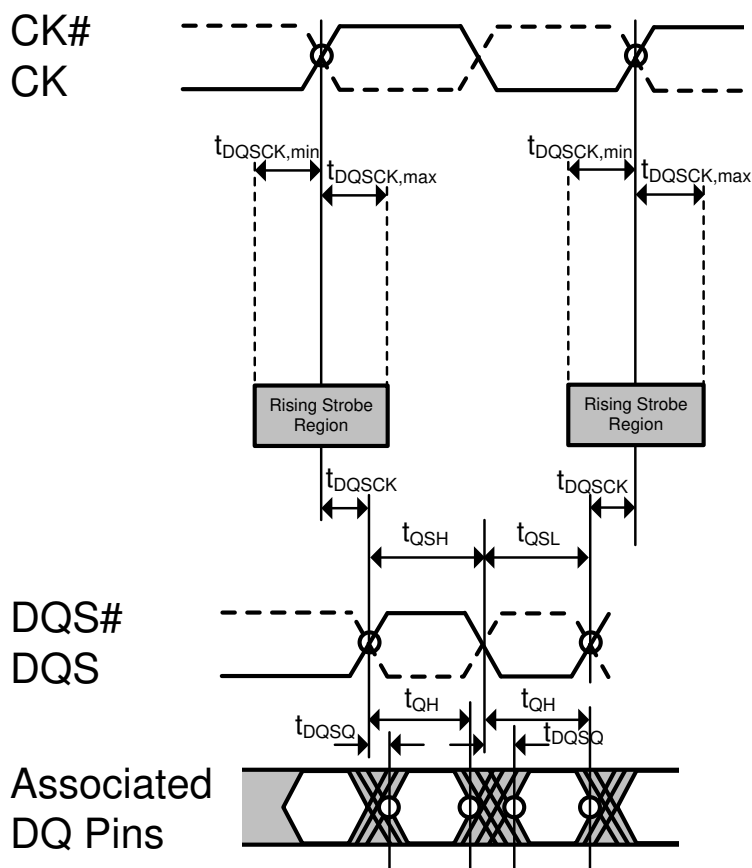 CK#
CK
tDQSCK,min
tDQSCK,max
tDQSCK,min
tDQSCK,max
Rising Strobe
Region
Rising Strobe
Region
tDQSCK
tDQSCK
tQSH
tQSL
DQS#
DQS
tQH
tQH
tDQSQ
tDQSQ
Associated
DQ Pins